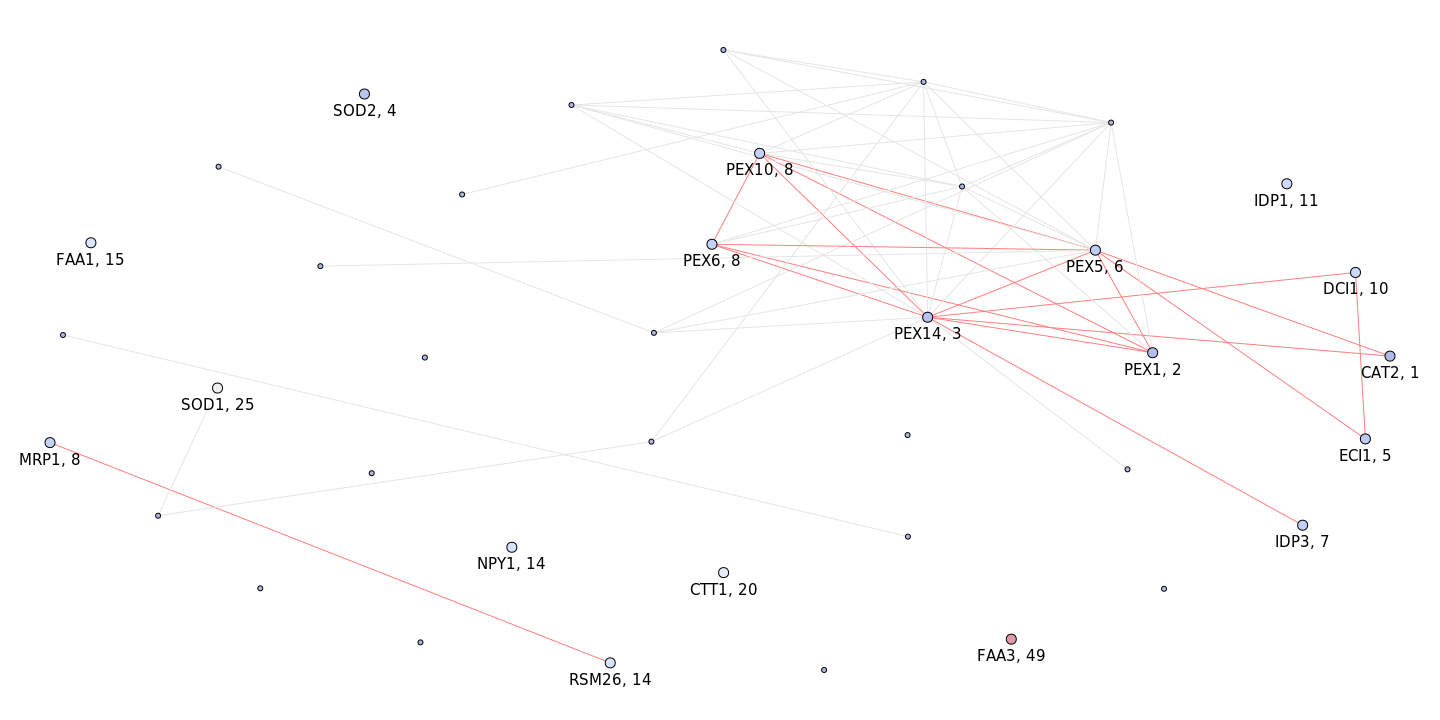 SOD2, 4
PEX10, 8
IDP1, 11
FAA1, 15
PEX6, 8
PEX5, 6
DCI1, 10
PEX14, 3
PEX1, 2
CAT2, 1
SOD1, 25
MRP1, 8
ECI1, 5
IDP3, 7
NPY1, 14
CTT1, 20
FAA3, 49
RSM26, 14